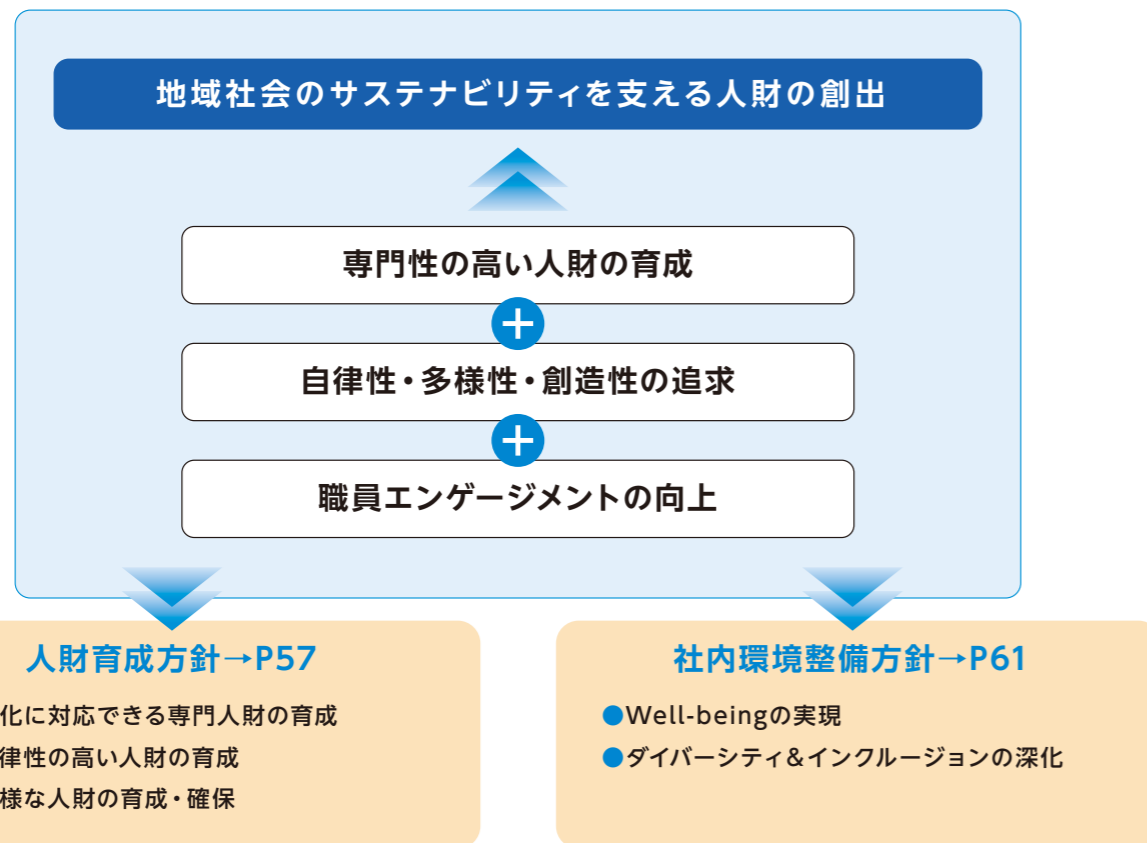 地域社会のサステナビリティを支える人財の創出
専門性の高い人財の育成
+
自律性・多様性・創造性の追求
+
職員エンゲージメントの向上
人財育成方針→P57
化に対応できる専門人財の育成
律性の高い人財の育成
様な人財の育成・確保
社内環境整備方針→P61
●Well-beingの実現
●ダイバーシティ&インクルージョンの深化